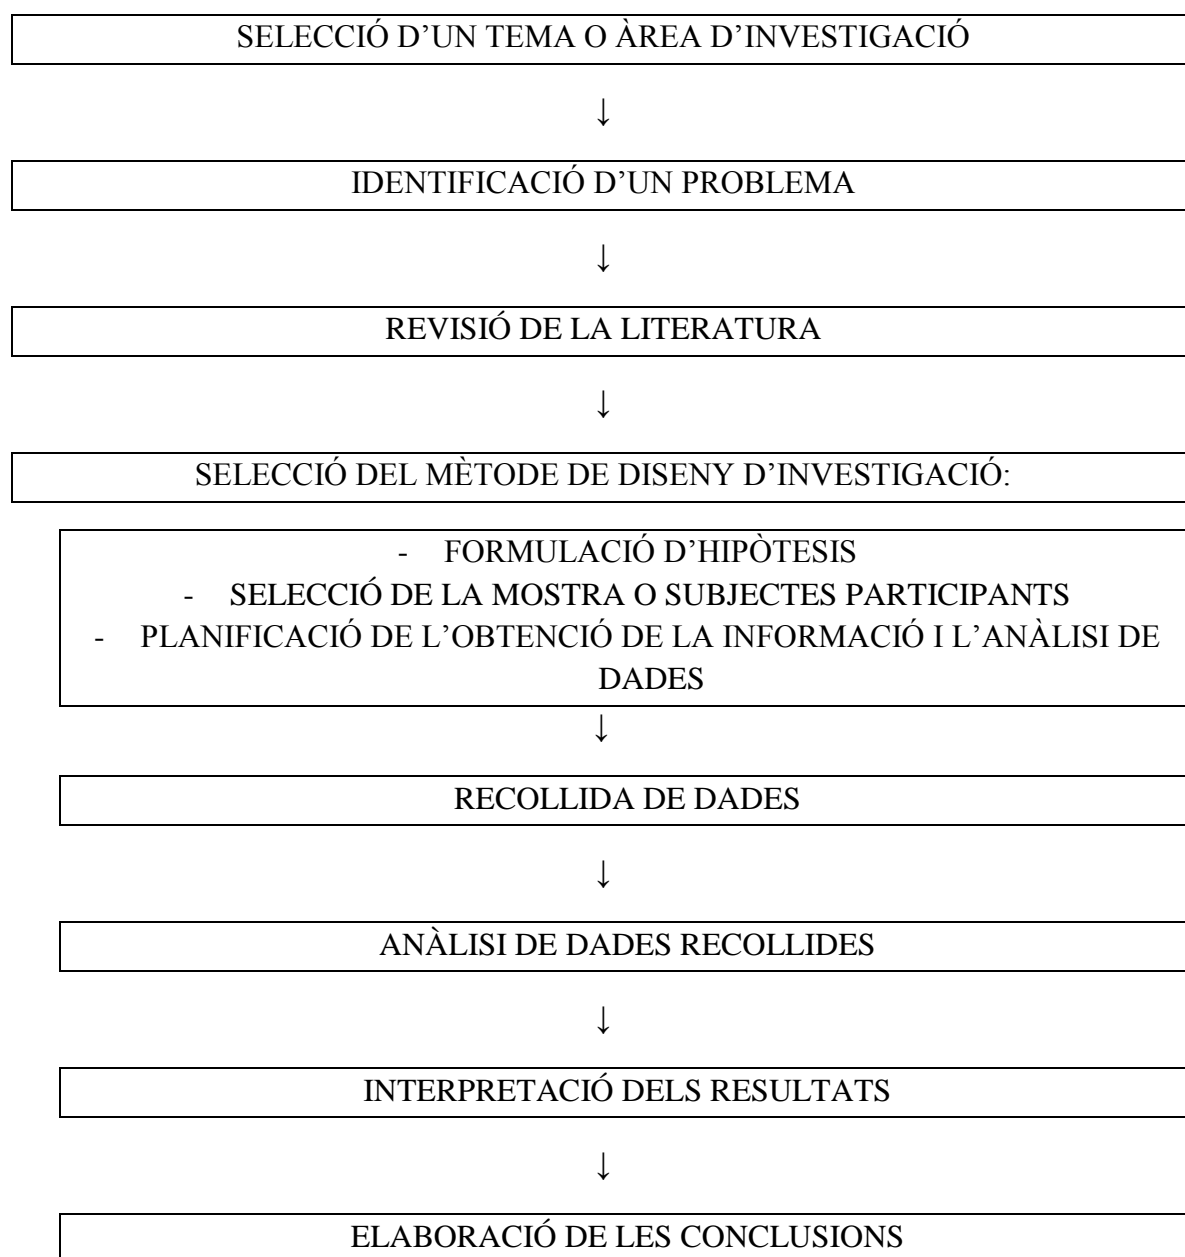 SELECCIÓ D’UN TEMA O ÀREA D’INVESTIGACIÓ
↓
IDENTIFICACIÓ D’UN PROBLEMA
↓
REVISIÓ DE LA LITERATURA
↓
SELECCIÓ DEL MÈTODE DE DISENY D’INVESTIGACIÓ:
- FORMULACIÓ D’HIPÒTESIS
- SELECCIÓ DE LA MOSTRA O SUBJECTES PARTICIPANTS
- PLANIFICACIÓ DE L’OBTENCIÓ DE LA INFORMACIÓ I L’ANÀLISI DE
DADES
↓
RECOLLIDA DE DADES
↓
ANÀLISI DE DADES RECOLLIDES
↓
INTERPRETACIÓ DELS RESULTATS
↓
ELABORACIÓ DE LES CONCLUSIONS